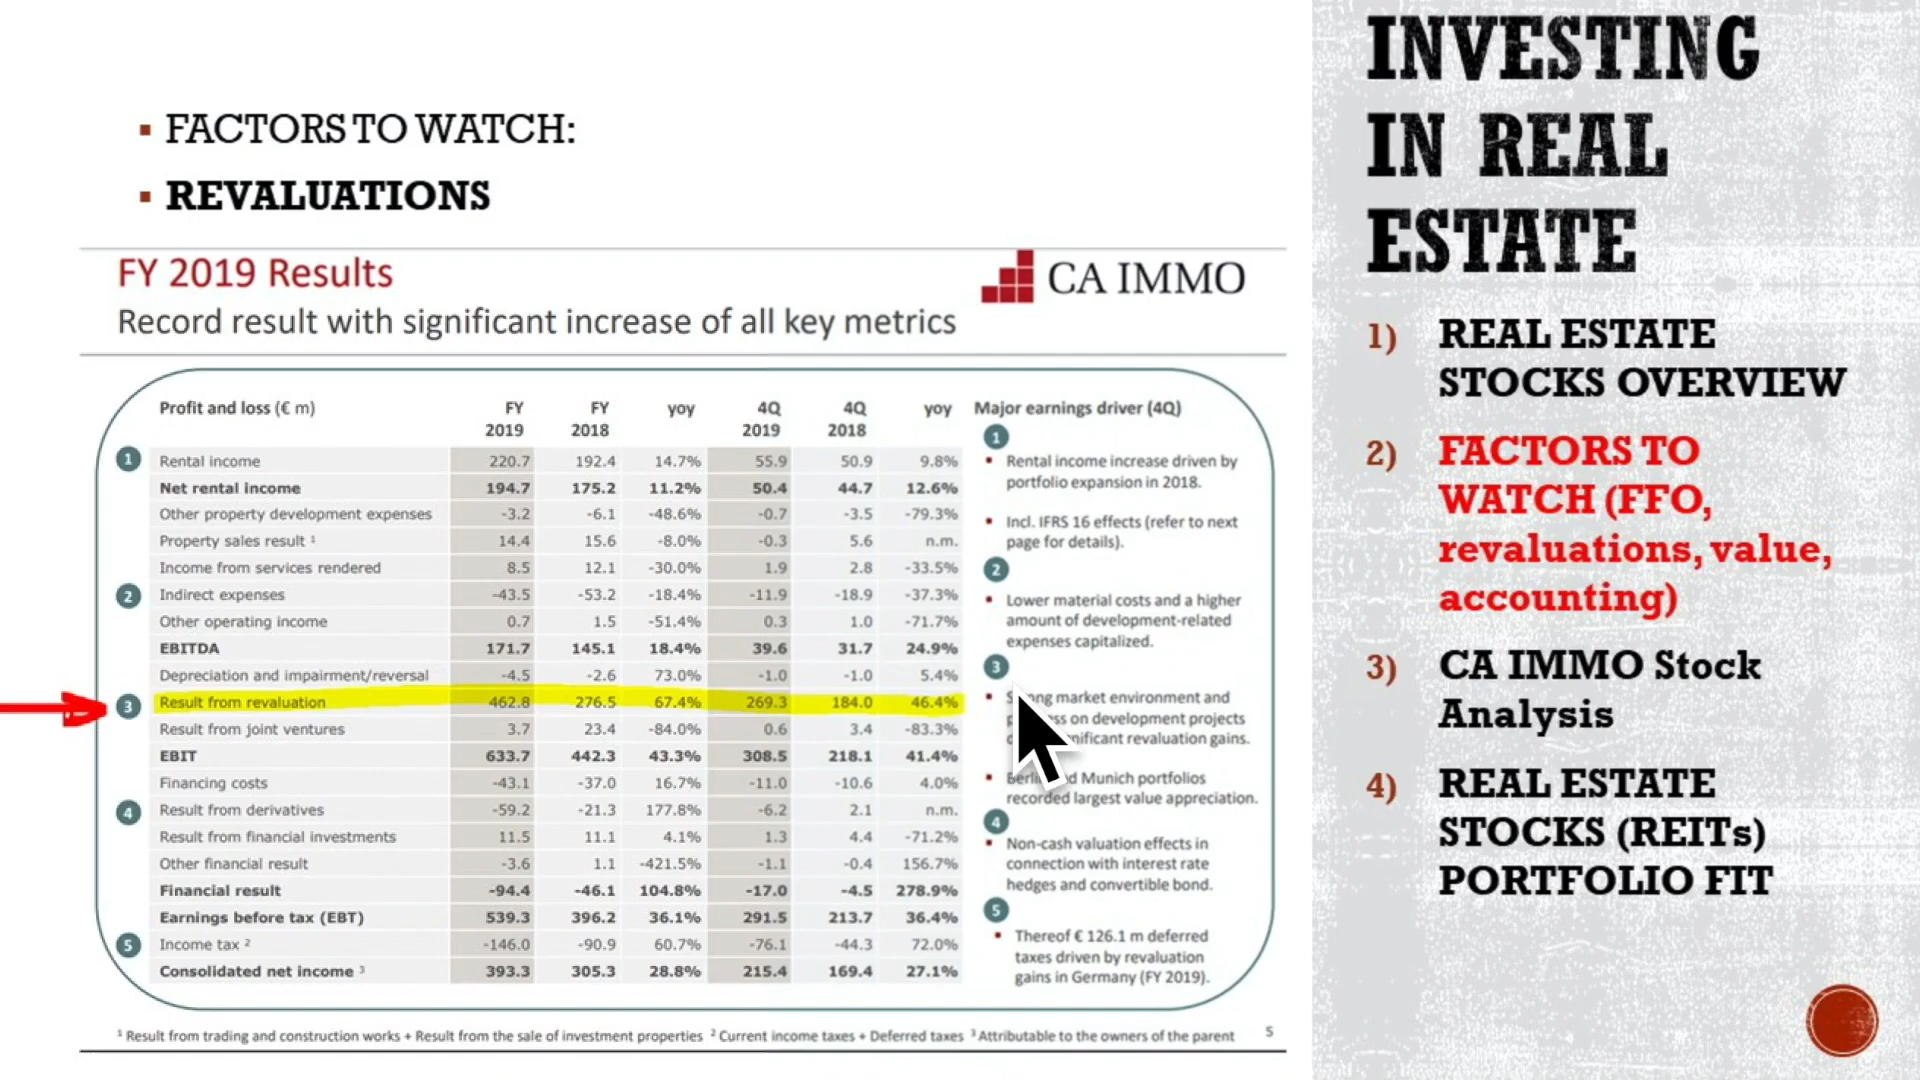 FACTORS TO WATCH:
REVALUATIONS
FY 2019 Results
Record result with significant increase of all key metrics
CA IMMO
Profit and loss (€ m) FY 2019 FY 2018 yoy 4Q 2019 4Q 2018 yoy
1 Rental income 220.7 192.4 14.7% 55.9 50.9 9.8%
Net rental income 194.7 175.2 11.2% 50.4 44.7 12.6%
Other property development expenses -3.2 -6.1 -48.6% -0.7 -3.5 -79.3%
Property sales result 1 14.4 15.6 -8.0% -0.3 5.6 n.m.
Income from services rendered 8.5 12.1 -30.0% 1.9 2.8 -33.5%
2 Indirect expenses -43.5 -53.2 -18.4% -11.9 -18.9 -37.3%
Other operating income 0.7 1.5 -51.4% 0.3 1.0 -71.7%
EBITDA 171.7 145.1 18.4% 39.6 31.7 24.9%
Depreciation and impairment/reversal -4.5 -2.6 73.0% -1.0 -1.0 5.4%
3 Result from revaluation 462.8 276.5 67.4% 269.3 184.0 46.4%
Result from joint ventures 3.7 23.4 -84.0% 0.6 3.4 -83.3%
EBIT 633.7 442.3 43.3% 308.5 218.1 41.4%
Financing costs -43.1 -37.0 16.7% -11.0 -10.6 4.0%
4 Result from derivatives -59.2 -21.3 177.8% -6.2 2.1 n.m.
Result from financial investments 11.5 11.1 4.1% 1.3 4.4 -71.2%
Other financial result -3.6 1.1 -421.5% -1.1 -0.4 156.7%
Financial result -94.4 -46.1 104.8% -17.0 -4.5 278.9%
Earnings before tax (EBT) 539.3 396.2 36.1% 291.5 213.7 36.4%
5 Income tax 2 -146.0 -90.9 60.7% -76.1 -44.3 72.0%
Consolidated net income 3 393.3 305.3 28.8% 215.4 169.4 27.1%
Major earnings driver (4Q)
1
Rental income increase driven by
portfolio expansion in 2018.
Incl. IFRS 16 effects (refer to next
page for details).
2
Lower material costs and a higher
amount of development-related
expenses capitalized.
3
market environment and
on development projects
revaluation gains.
Munich portfolios
recorded largest value appreciation.
4
Non-cash valuation effects in
connection with interest rate
hedges and convertible bond.
5
Thereof € 126.1 m deferred
taxes driven by revaluation
gains in Germany (FY 2019).
1 Result from trading and construction works + Result from the sale of investment properties 2 Current income taxes + Deferred taxes 3 Attributable to the owners of the parent
5
INVESTING
IN REAL
ESTATE
1) REAL ESTATE
STOCKS OVERVIEW
2) FACTORS TO
WATCH (FFO,
revaluations, value,
accounting)
3) CA IMMO Stock
Analysis
4) REAL ESTATE
STOCKS (REITs)
PORTFOLIO FIT